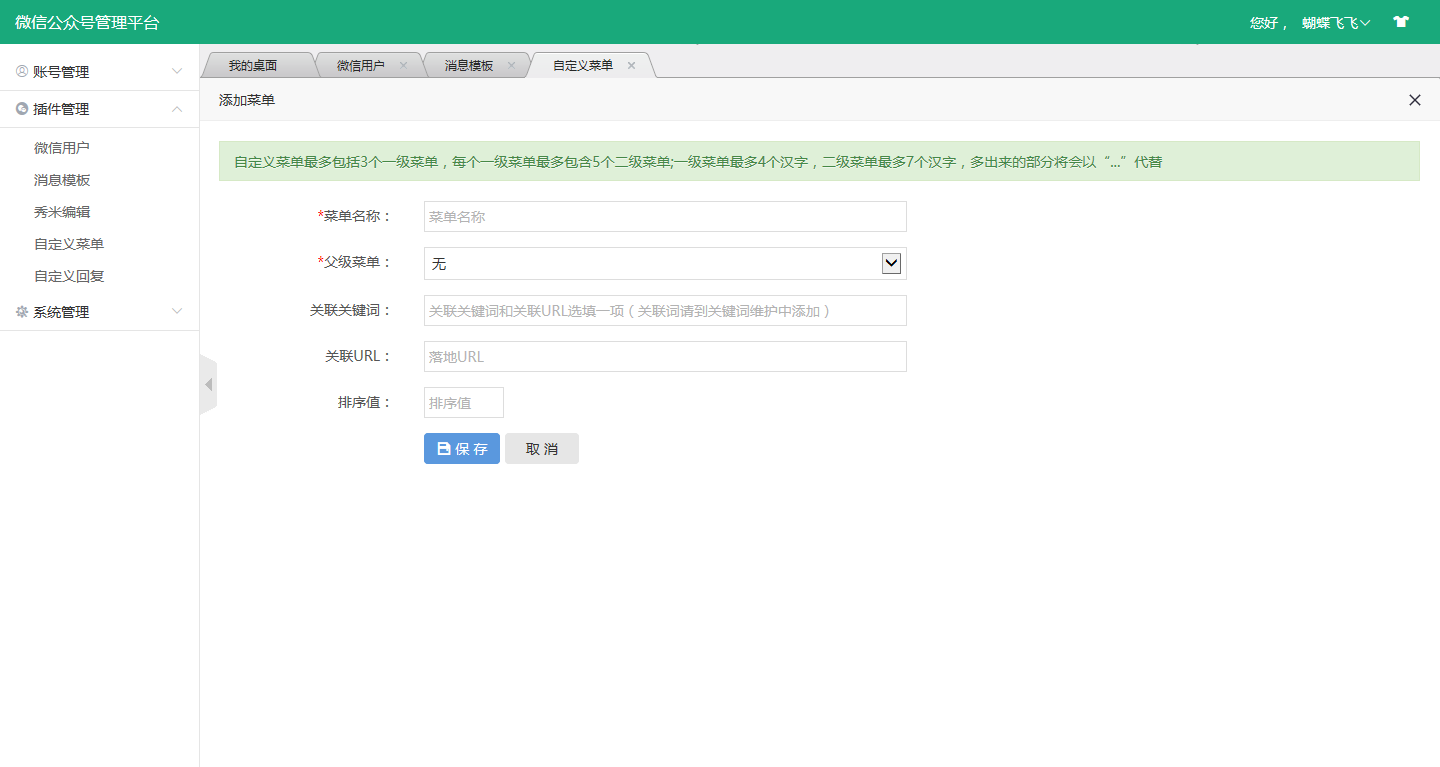 微信公众号管理平台
您好， 蝴蝶飞飞
账号管理
插件管理
微信用户
消息模板
秀米编辑
自定义菜单
自定义回复
系统管理
我的桌面 微信用户 消息模板 自定义菜单
添加菜单
自定义菜单最多包括3个一级菜单，每个一级菜单最多包含5个二级菜单;一级菜单最多4个汉字，二级菜单最多7个汉字，多出来的部分将会以“...”代替
*菜单名称： 菜单名称
*父级菜单： 无
关联关键词： 关联关键词和关联URL选填一项（关联词请到关键词维护中添加）
关联URL： 落地URL
排序值： 排序值
保 存 取 消